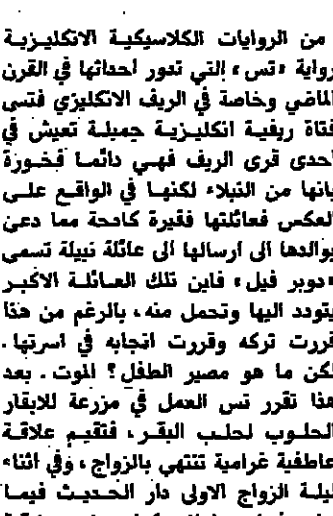 من الروايات الكلاسيكية الانكليزية
رواية «تس» التي تدور احداثها في القرن
الماضي وخاصة في الريف الانكليزي فتسى
فتاة ريفية انكليزية جميلة تعيش في
احدى قرى الريف فهي دائما فخورة
بانها من النبلاء لكنها في الواقع على
العكس فعائلتها فقيرة كادحة مما دعى
بوالدها الى ارسالها الى عائلة نبيلة تسمى
«دوبر فيل» فابن تلك العائلة الاكبر
يتودد اليها وتحمل منه، بالرغم من هذا
قررت تركه وقررت انجابه في اسرتها.
لكن ما هو مصير الطفل؟ الموت. بعد
هذا تقرر تس العمل في مزرعة للابقار
الحلوب لحلب البقر، فتقيم علاقة
عاطفية غرامية تنتهي بالزواج، وفي اثناء
ليلة الزواج الاولى دار الحديث فيما